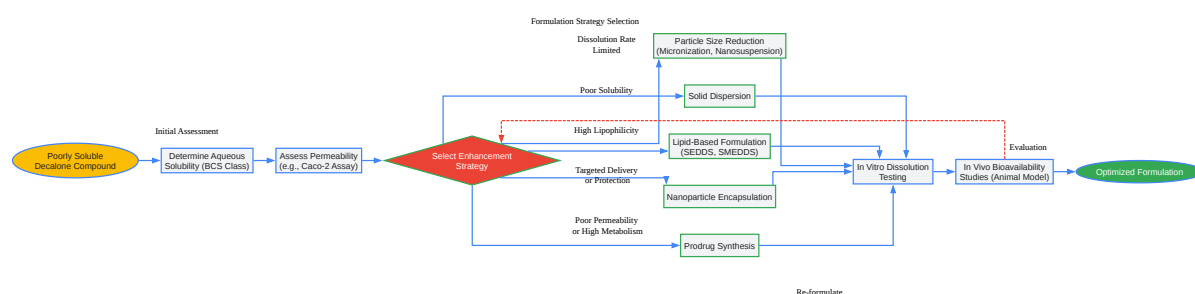 Formulation Strategy Selection
Dissolution Rate
Limited
Particle Size Reduction
(Micronization, Nanosuspension)
Poor Solubility
Solid Dispersion
Initial Assessment
High Lipophilicity
Poorly Soluble
Decalone Compound
Determine Aqueous
Solubility (BCS Class)
Assess Permeability
(e.g., Caco-2 Assay)
Select Enhancement
Strategy
Lipid-Based Formulation
(SEDDS, SMEDDS)
Evaluation
In Vitro Dissolution
Testing
In Vivo Bioavailability
Studies (Animal Model)
Optimized Formulation
Targeted Delivery
or Protection
Nanoparticle Encapsulation
Poor Permeability
or High Metabolism
Prodrug Synthesis
Re-formulate